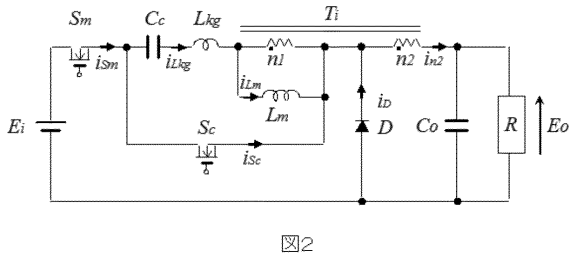 Sm
Cc
Lkg
Ti
iSm
iLkg
n1
n2
in2
iLm
Lm
iD
Ei
Sc
iSc
D
Co
R
Eo
図2